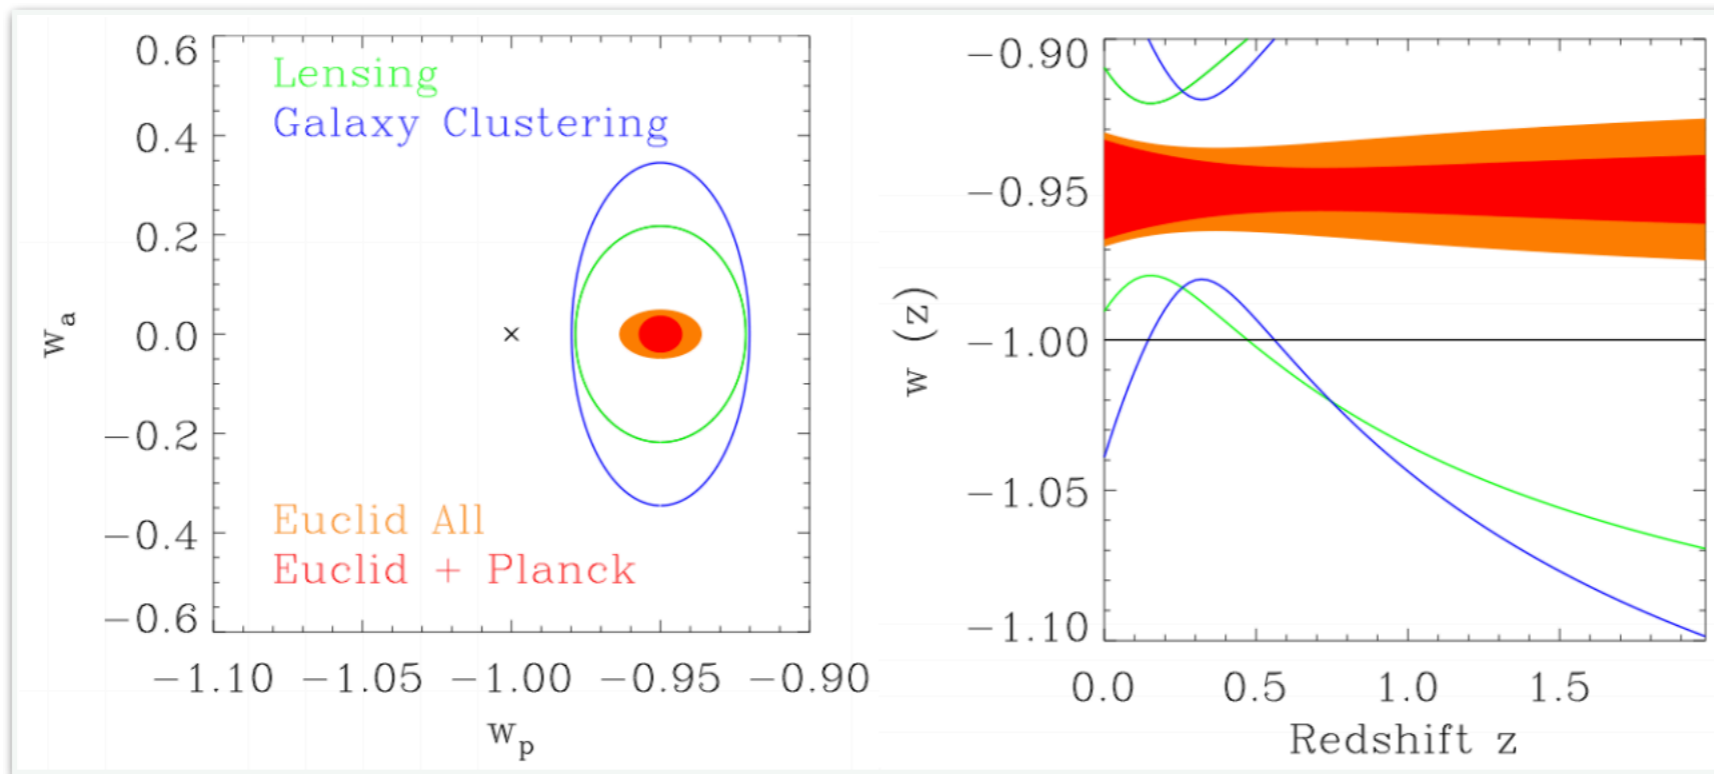 0.6
0.4
0.2
0.0
−0.2
−0.4
−0.6
w_a
Lensing
Galaxy Clustering
×
Euclid All
Euclid + Planck
−1.10 −1.05 −1.00 −0.95 −0.90
w_p
−0.90
−0.95
−1.00
−1.05
−1.10
w (z)
0.0 0.5 1.0 1.5
Redshift z